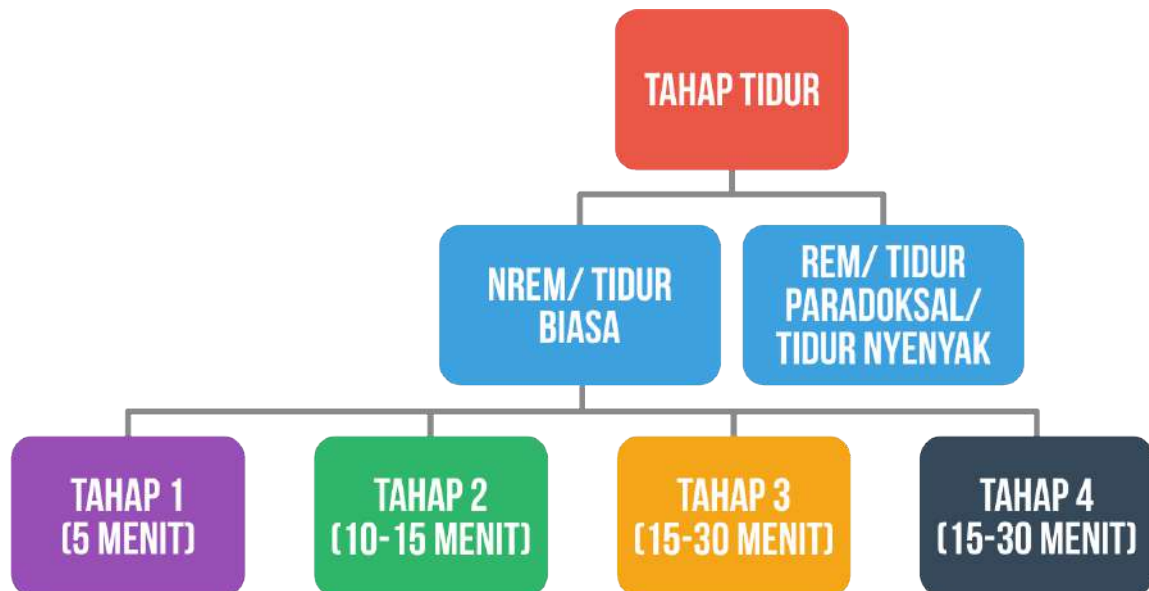 TAHAP TIDUR
NREM/ TIDUR
BIASA
REM/ TIDUR
PARADOKSAL/
TIDUR NYENYAK
TAHAP 1
(5 MENIT)
TAHAP 2
(10-15 MENIT)
TAHAP 3
(15-30 MENIT)
TAHAP 4
(15-30 MENIT)